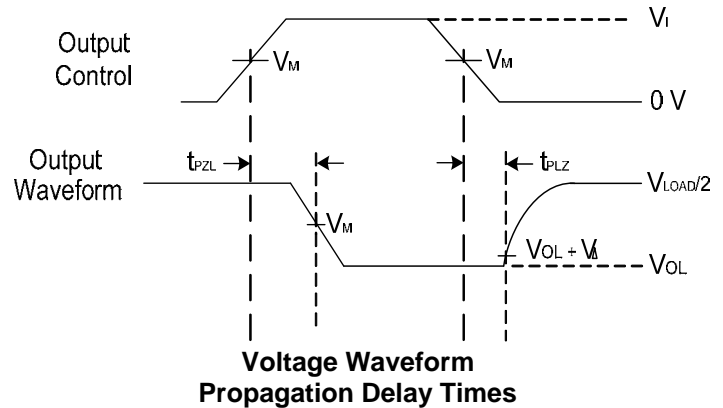 Output
Control
VM
VM
VI
0 V
Output
Waveform
tPZL
tPLZ
VM
VLOAD/2
VOL + VΔ
VOL
Voltage Waveform
Propagation Delay Times